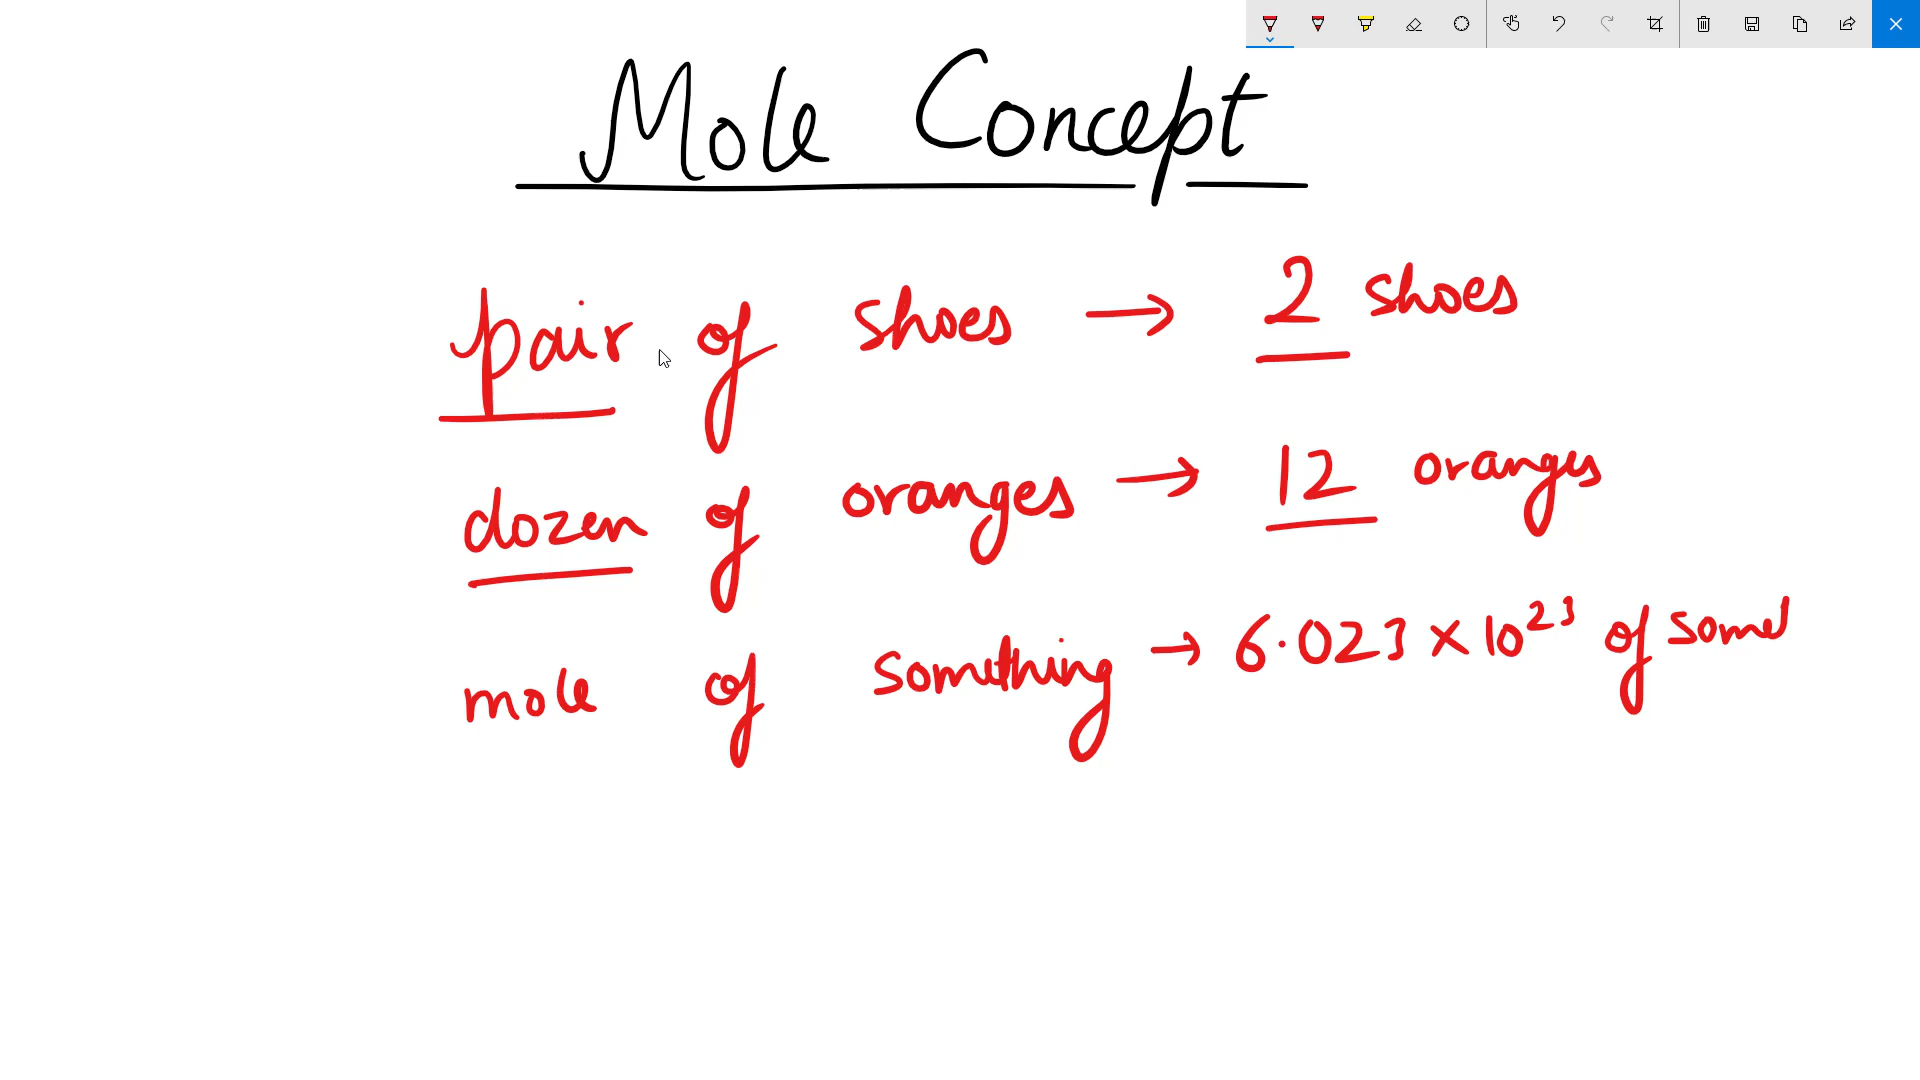 Mole Concept
pair of shoes → 2 shoes
dozen of oranges → 12 oranges
mole of something → 6.023 × 10²³ of somet